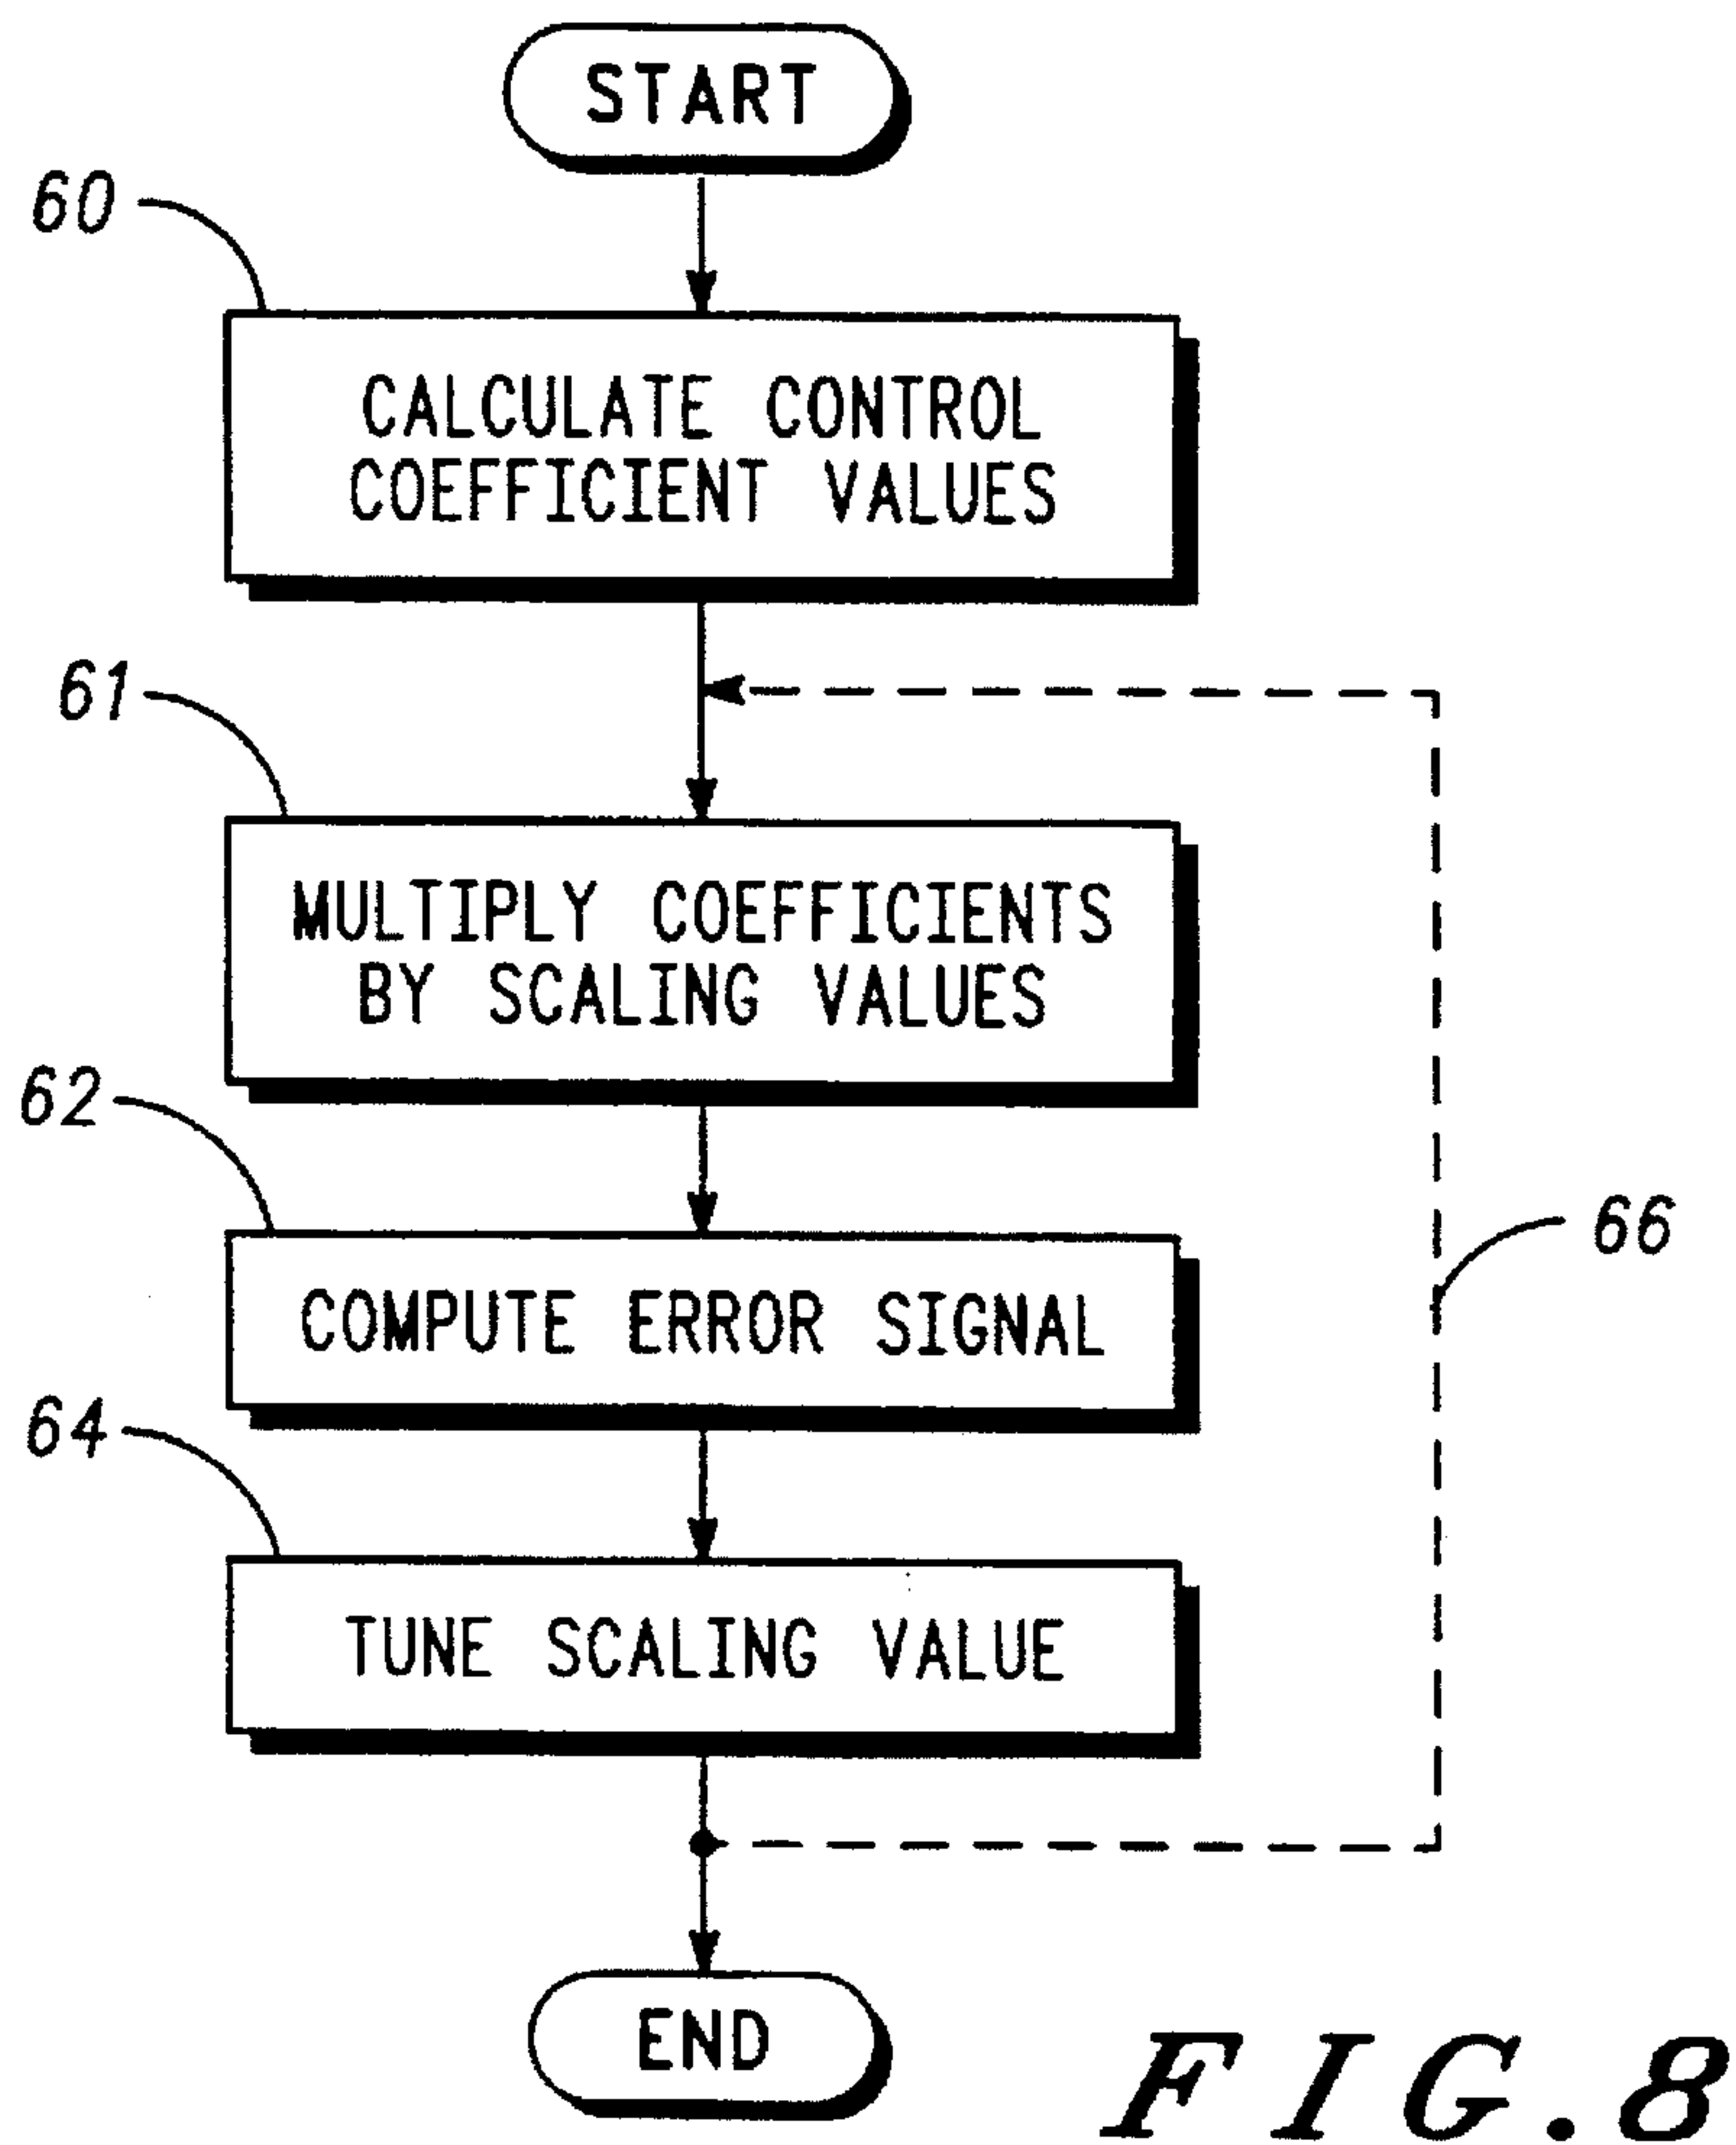 START
60
CALCULATE CONTROL
COEFFICIENT VALUES
61
MULTIPLY COEFFICIENTS
BY SCALING VALUES
62
COMPUTE ERROR SIGNAL
66
64
TUNE SCALING VALUE
END
FIG.8